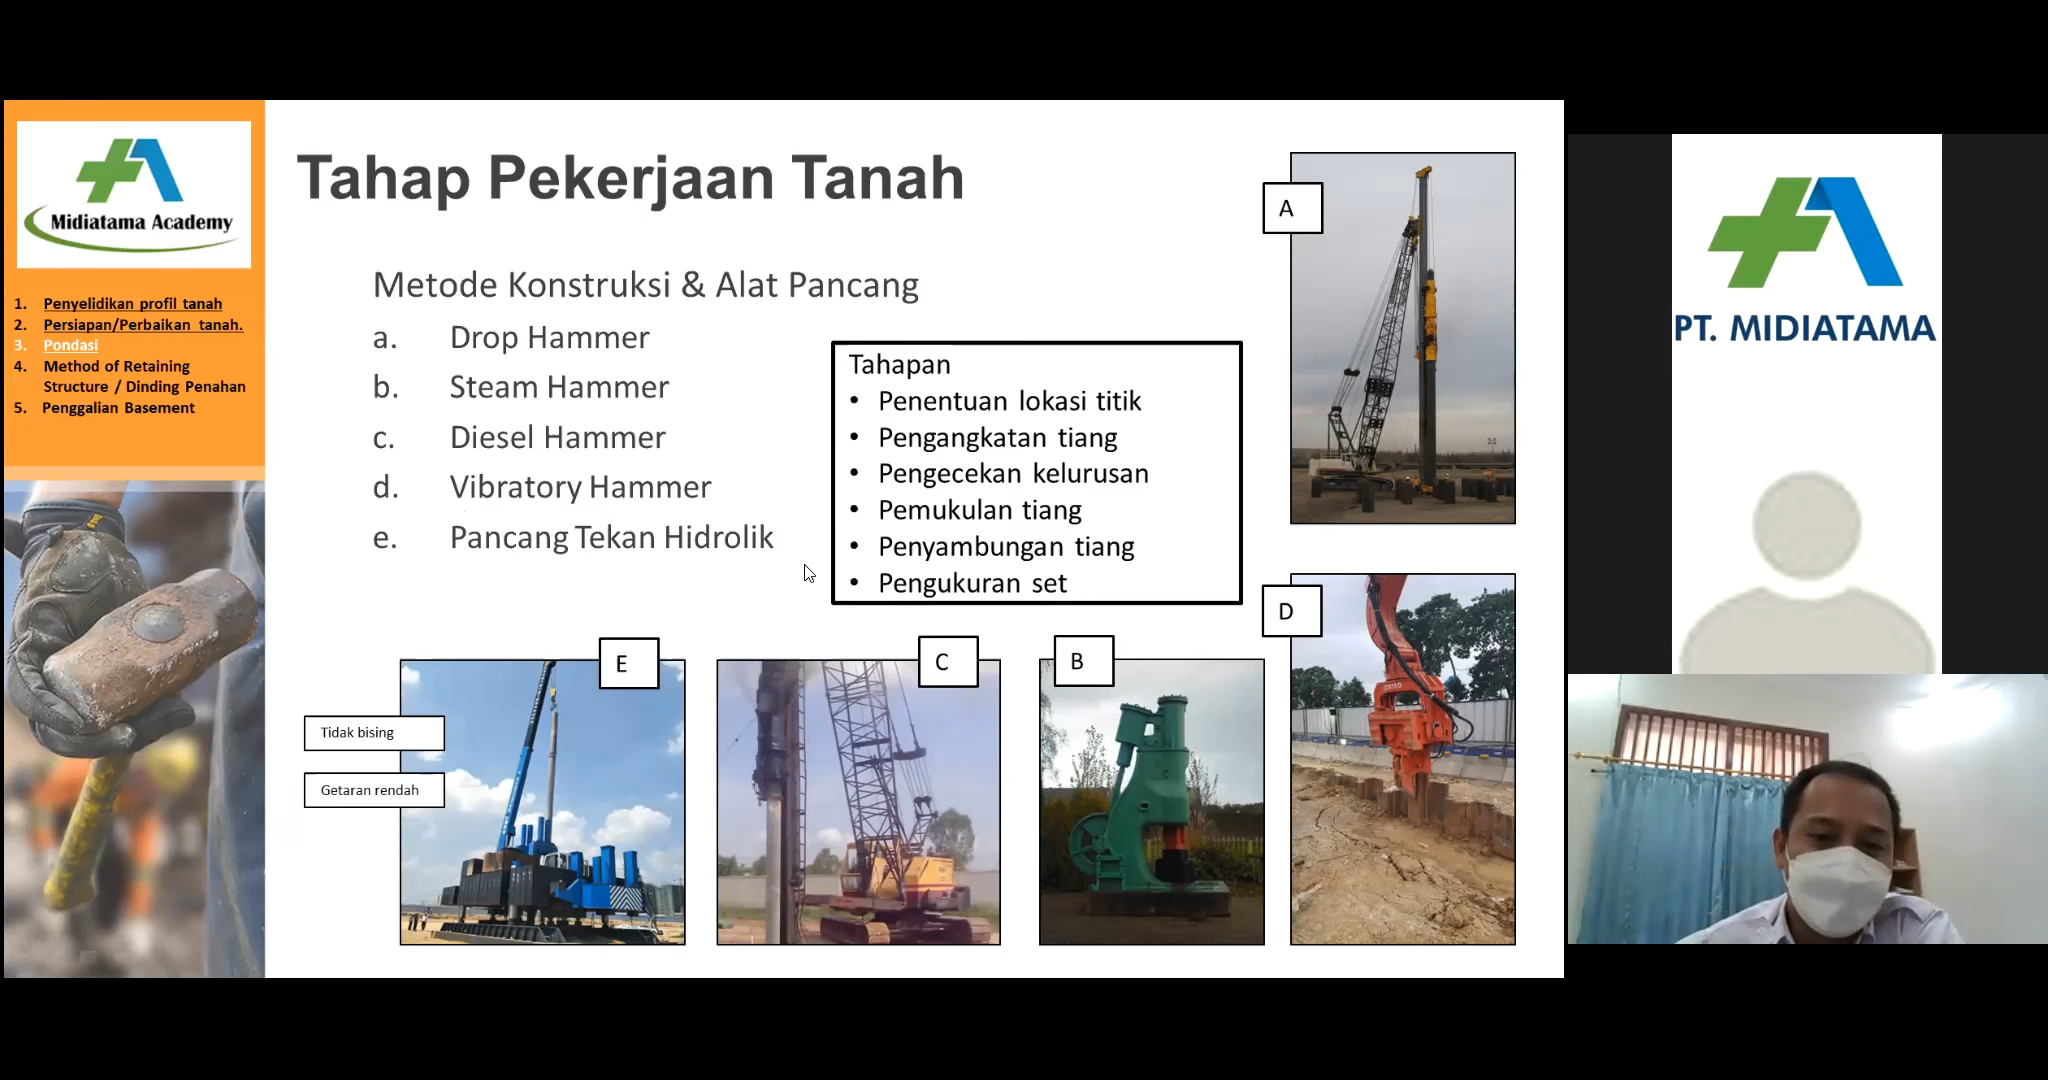 Midiatama Academy
1. Penyelidikan profil tanah
2. Persiapan/Perbaikan tanah.
3. Pondasi
4. Method of Retaining
Structure / Dinding Penahan
5. Penggalian Basement
Tahap Pekerjaan Tanah
Metode Konstruksi & Alat Pancang
a. Drop Hammer
b. Steam Hammer
c. Diesel Hammer
d. Vibratory Hammer
e. Pancang Tekan Hidrolik
Tahapan
• Penentuan lokasi titik
• Pengangkatan tiang
• Pengecekan kelurusan
• Pemukulan tiang
• Penyambungan tiang
• Pengukuran set
A
D
E
C
B
Tidak bising
Getaran rendah
PT. MIDIATAMA